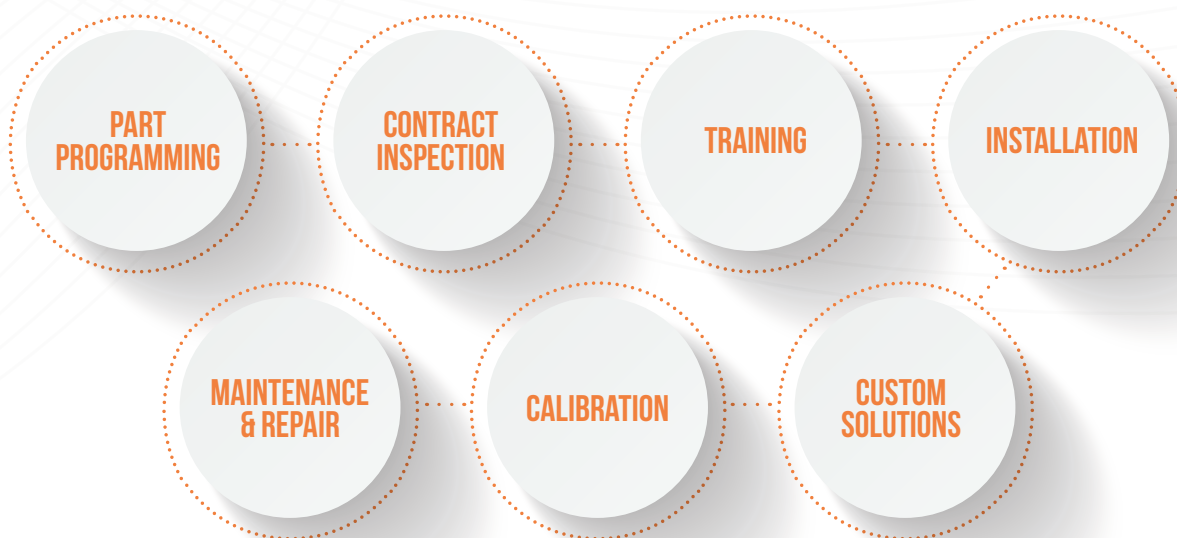 PART
PROGRAMMING
CONTRACT
INSPECTION
TRAINING
INSTALLATION
MAINTENANCE
& REPAIR
CALIBRATION
CUSTOM
SOLUTIONS